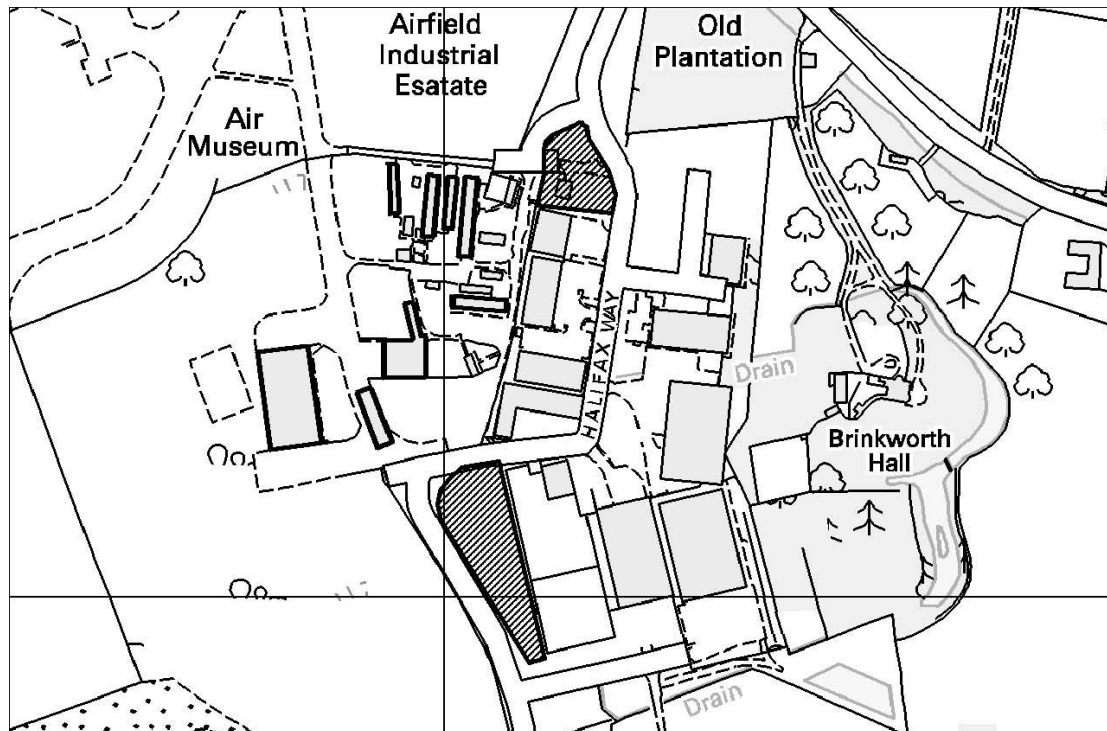 Airfield
Industrial
Esatate
Old
Plantation
Air
Museum
HALIFAX WAY
Drain
Brinkworth
Hall
Drain